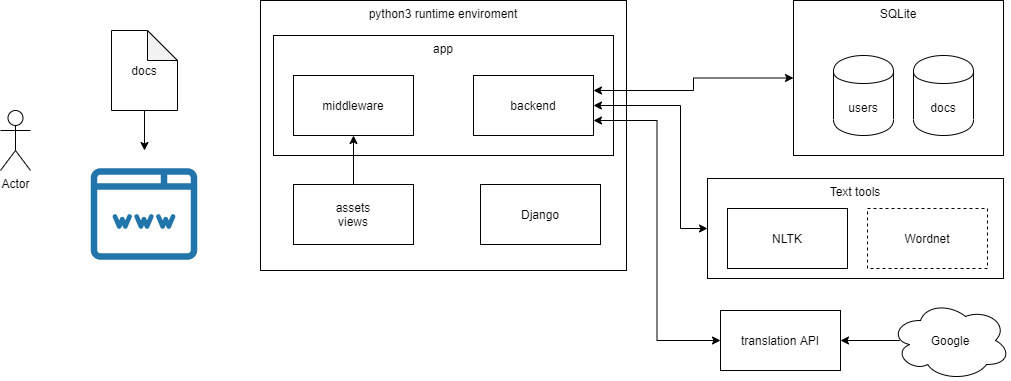 python3 runtime enviroment
SQLite
app
docs
middleware
backend
users
docs
Actor
www
assets
views
Django
Text tools
NLTK
Wordnet
translation API
Google